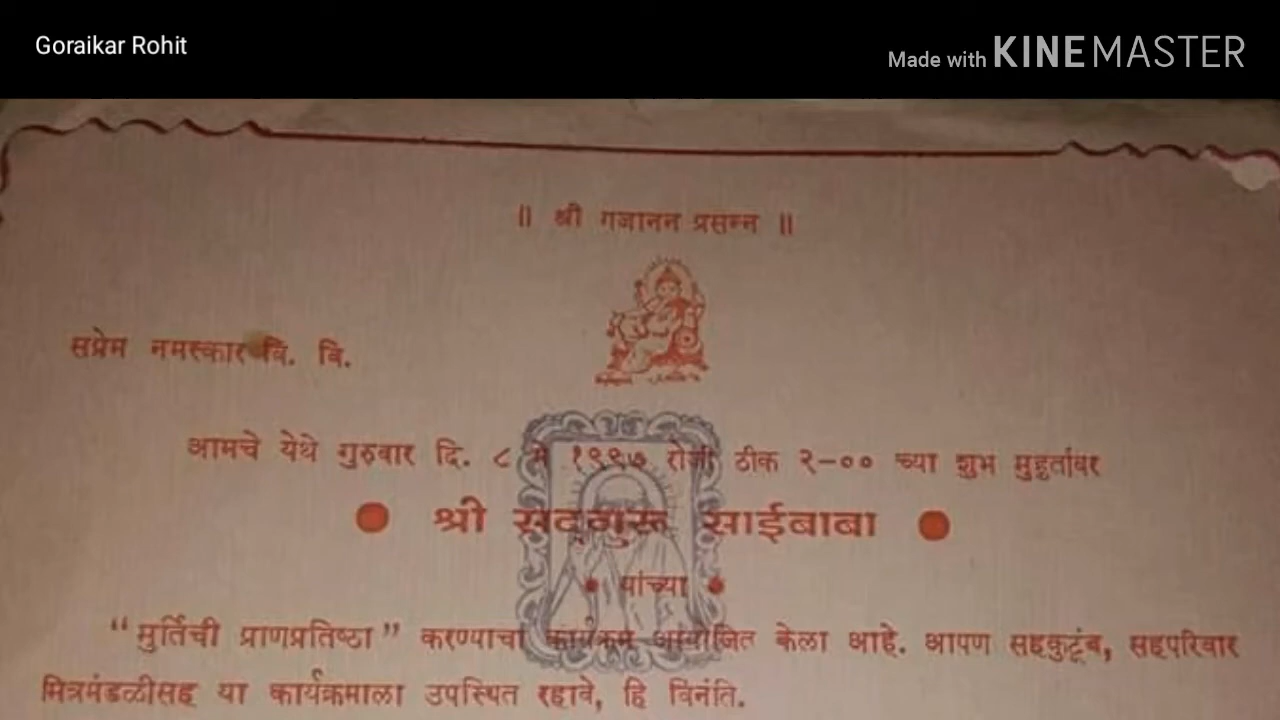 Goraikar Rohit
Made with KINEMASTER
॥ श्री गजानन प्रसन्न ॥
सप्रेम नमस्कार वि. वि.
आमचे येथे गुरुवार दि. ८ मे १९९७ रोजी ठीक २-०० च्या शुभ मुहुर्तावर
श्री सद्गुरु साईबाबा
यांच्या
“मुर्तिची प्राणप्रतिष्ठा” करण्याचा कार्यक्रम आयोजित केला आहे. आपण सहकुटूंब, सहपरिवार
मित्रमंडळीसह या कार्यक्रमाला उपस्थित रहावे, हि विनंति.